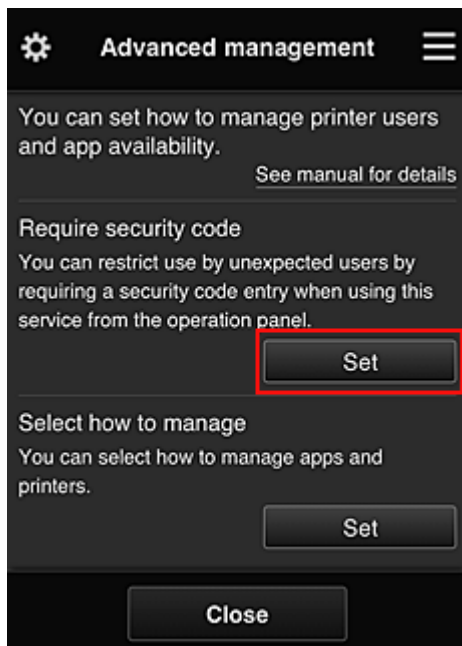 Advanced management
You can set how to manage printer users
and app availability.
See manual for details
Require security code
You can restrict use by unexpected users by
requiring a security code entry when using this
service from the operation panel.
Set
Select how to manage
You can select how to manage apps and
printers.
Set
Close